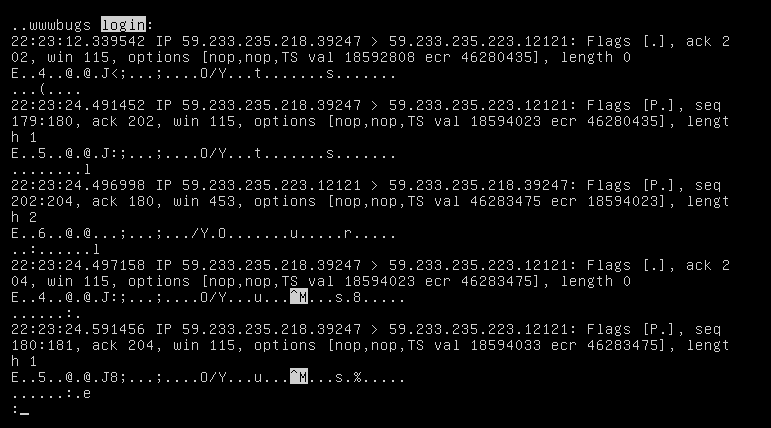 ..wwwbugs login:
22:23:12.339542 IP 59.233.235.218.39247 > 59.233.235.223.12121: Flags [.], ack 2
02, win 115, options [nop,nop,TS val 18592808 ecr 46280435], length 0
E..4..@.@.J<;...;....O/Y...t.......s.......
...(....
22:23:24.491452 IP 59.233.235.218.39247 > 59.233.235.223.12121: Flags [P.], seq
179:180, ack 202, win 115, options [nop,nop,TS val 18594023 ecr 46280435], lengt
h 1
E..5..@.@.J:;...;....O/Y...t.......s.......
........l
22:23:24.496998 IP 59.233.235.223.12121 > 59.233.235.218.39247: Flags [P.], seq
202:204, ack 180, win 453, options [nop,nop,TS val 46283475 ecr 18594023], lengt
h 2
E..6..@.@...;...;.../Y.O.......u.....r.....
..:......l
22:23:24.497158 IP 59.233.235.218.39247 > 59.233.235.223.12121: Flags [.], ack 2
04, win 115, options [nop,nop,TS val 18594023 ecr 46283475], length 0
E..4..@.@.J:;...;....O/Y...u...^M...s.8.....
......:.
22:23:24.591456 IP 59.233.235.218.39247 > 59.233.235.223.12121: Flags [P.], seq
180:181, ack 204, win 115, options [nop,nop,TS val 18594033 ecr 46283475], lengt
h 1
E..5..@.@.J8;...;....O/Y...u...^M...s.%.....
......:.e
:_